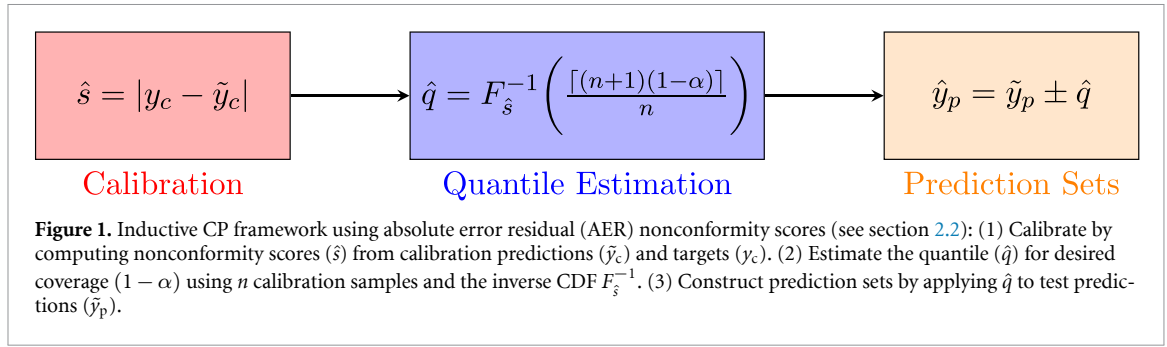 ŝ = |y_c − ỹ_c|
q̂ = F_ŝ^{−1}(⌈(n+1)(1−α)⌉/n)
ŷ_p = ỹ_p ± q̂
Calibration
Quantile Estimation
Prediction Sets
Figure 1. Inductive CP framework using absolute error residual (AER) nonconformity scores (see section 2.2): (1) Calibrate by
computing nonconformity scores (ŝ) from calibration predictions (ỹ_c) and targets (y_c). (2) Estimate the quantile (q̂) for desired
coverage (1 − α) using n calibration samples and the inverse CDF F_ŝ^{−1}. (3) Construct prediction sets by applying q̂ to test predic-
tions (ỹ_p).